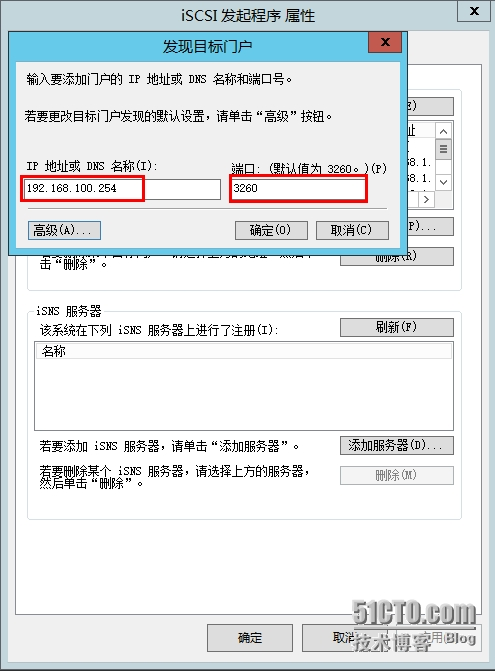 iSCSI 发起程序 属性
x
发现目标门户
x
输入要添加门户的 IP 地址或 DNS 名称和端口号。
若要更改目标门户发现的默认设置，请单击“高级”按钮。
IP 地址或 DNS 名称(I):
端口: (默认值为 3260。)(P)
192.168.100.254
3260
高级(A)...
确定(O)
取消(C)
E)
址
8.1.
8.1.
P)...
删除(R)
击“删除”。
iSNS 服务器
该系统在下列 iSNS 服务器上进行了注册(I):
刷新(F)
名称
若要添加 iSNS 服务器，请单击“添加服务器”。
添加服务器(D)...
若要删除某个 iSNS 服务器，请选择上方的服务器，
然后单击“删除”。
删除(M)
确定
取消
用(
51CTO.com
技术博客 Blog